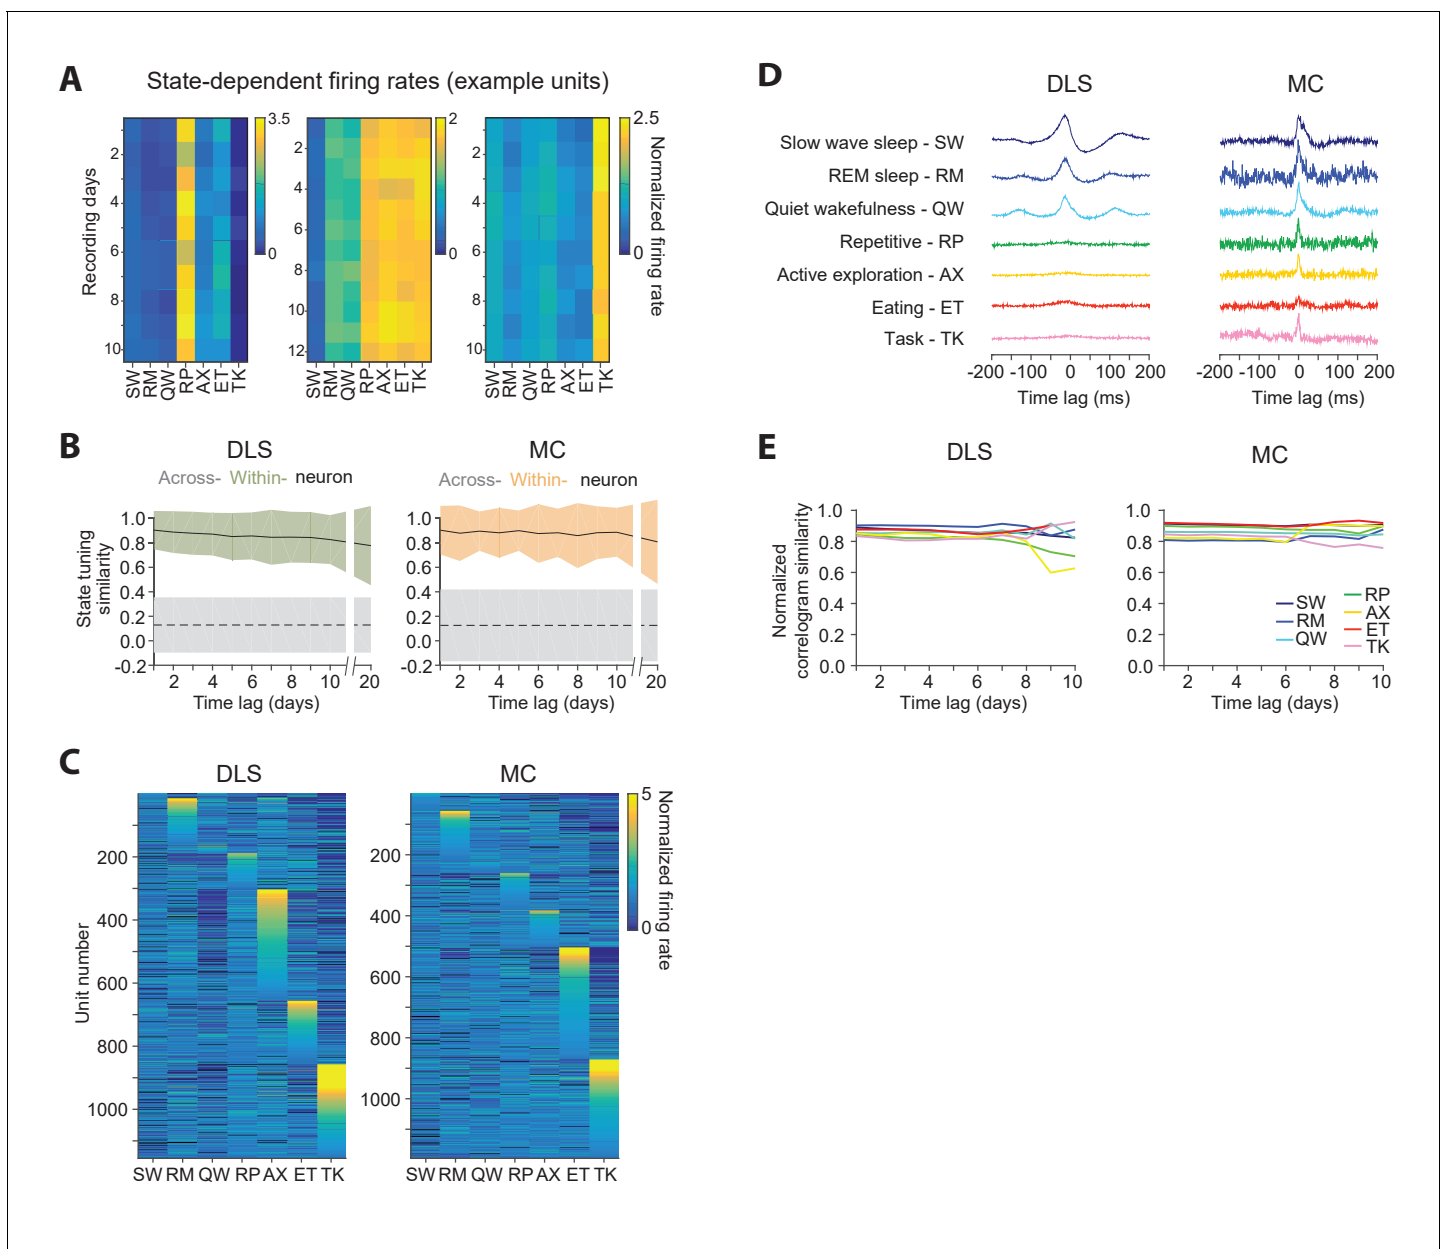 A
State-dependent firing rates (example units)
Recording days
2
4
6
8
10
SW
RM
QW
RP
AX
ET
TK
3.5
0
2
4
6
8
10
12
SW
RM
QW
RP
AX
ET
TK
2
0
SW
RM
QW
RP
AX
ET
TK
2.5
0
Normalized firing rate
B
DLS
Across- Within- neuron
State tuning
similarity
1.0
0.8
0.6
0.4
0.2
0.0
-0.2
2 4 6 8 10 20
Time lag (days)
MC
Across- Within- neuron
1.0
0.8
0.6
0.4
0.2
0.0
-0.2
2 4 6 8 10 20
Time lag (days)
C
DLS
Unit number
200
400
600
800
1000
SW RM QW RP AX ET TK
MC
200
400
600
800
1000
SW RM QW RP AX ET TK
5
0
Normalized firing rate
D
DLS
MC
Slow wave sleep - SW
REM sleep - RM
Quiet wakefulness - QW
Repetitive - RP
Active exploration - AX
Eating - ET
Task - TK
-200 -100 0 100 200
Time lag (ms)
-200 -100 0 100 200
Time lag (ms)
E
DLS
Normalized
correlogram similarity
1.0
0.8
0.6
0.4
0.2
0.0
2 4 6 8 10
Time lag (days)
MC
1.0
0.8
0.6
0.4
0.2
0.0
SW
RM
QW
RP
AX
ET
TK
2 4 6 8 10
Time lag (days)